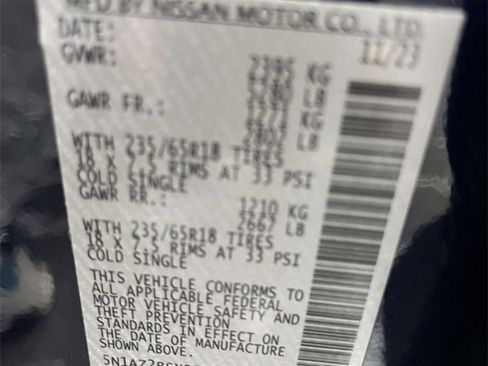 MFD BY NISSAN MOTOR CO., LTD.
DATE: 11/23
GVWR: 2395 KG
5280 LB
GAWR FR.: 1271 KG
2802 LB
WITH 235/65R18 TIRES
18 X 7.5 RIMS AT 33 PSI
COLD SINGLE
GAWR RR.: 1210 KG
2667 LB
WITH 235/65R18 TIRES
18 X 7.5 RIMS AT 33 PSI
COLD SINGLE
THIS VEHICLE CONFORMS TO
ALL APPLICABLE FEDERAL
MOTOR VEHICLE SAFETY AND
THEFT PREVENTION
STANDARDS IN EFFECT ON
THE DATE OF MANUFACTURE
SHOWN ABOVE.